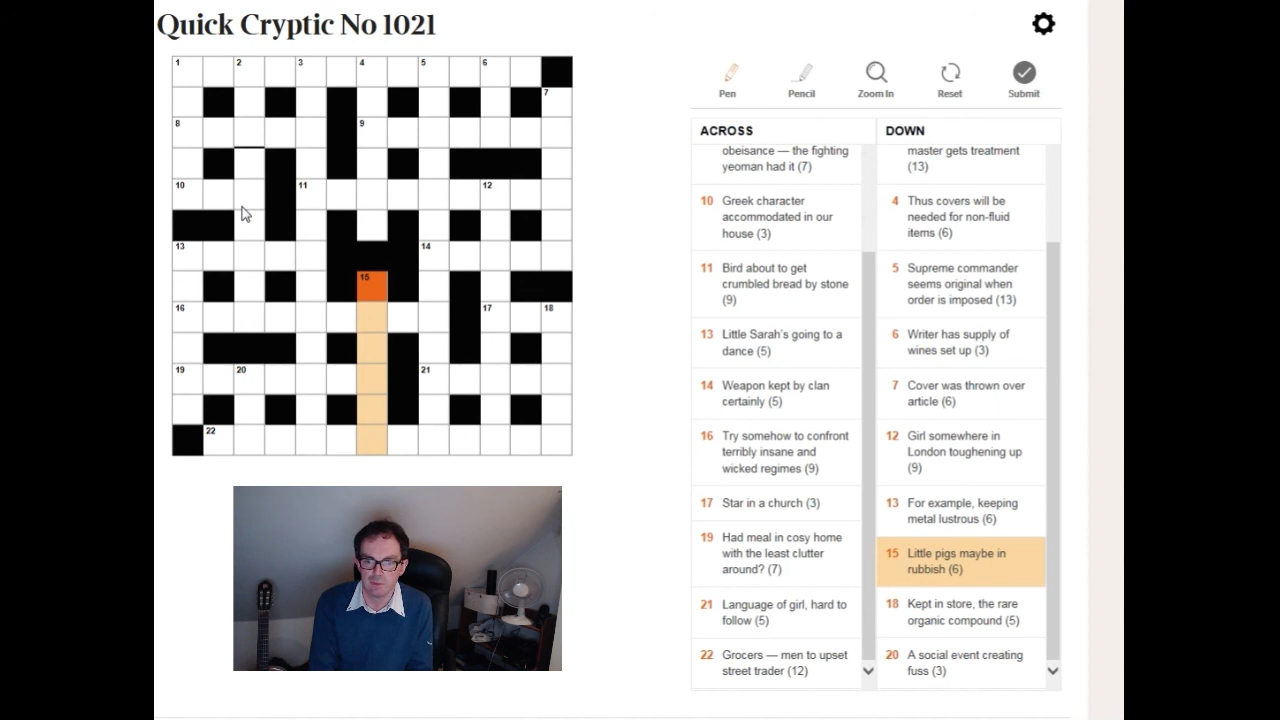 Quick Cryptic No 1021
1 2 3 4 5 6
7
8 9
10 11 12
13 14
15
16 17 18
19 20 21
22
Pen Pencil Zoom In Reset Submit
ACROSS
obeisance — the fighting
yeoman had it (7)
10 Greek character
accommodated in our
house (3)
11 Bird about to get
crumbled bread by stone
(9)
13 Little Sarah's going to a
dance (5)
14 Weapon kept by clan
certainly (5)
16 Try somehow to confront
terribly insane and
wicked regimes (9)
17 Star in a church (3)
19 Had meal in cosy home
with the least clutter
around? (7)
21 Language of girl, hard to
follow (5)
22 Grocers — men to upset
street trader (12)
DOWN
master gets treatment
(13)
4 Thus covers will be
needed for non-fluid
items (6)
5 Supreme commander
seems original when
order is imposed (13)
6 Writer has supply of
wines set up (3)
7 Cover was thrown over
article (6)
12 Girl somewhere in
London toughening up
(9)
13 For example, keeping
metal lustrous (6)
15 Little pigs maybe in
rubbish (6)
18 Kept in store, the rare
organic compound (5)
20 A social event creating
fuss (3)